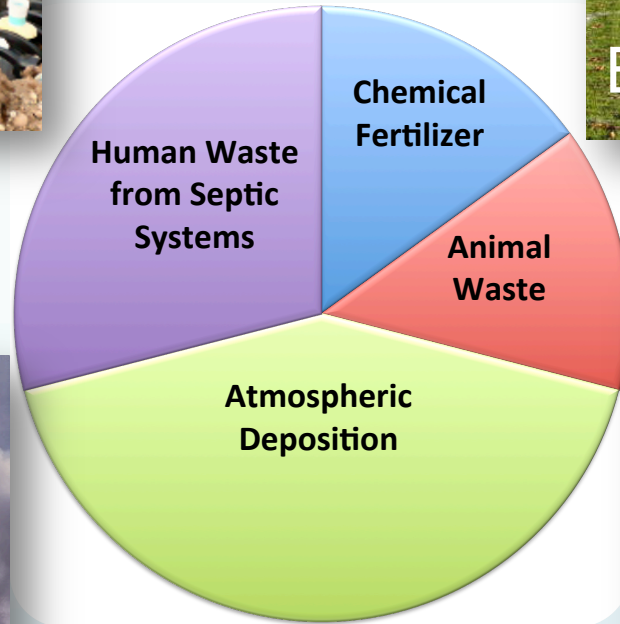 Chemical
Fertilizer
Human Waste
from Septic
Systems
Animal
Waste
Atmospheric
Deposition